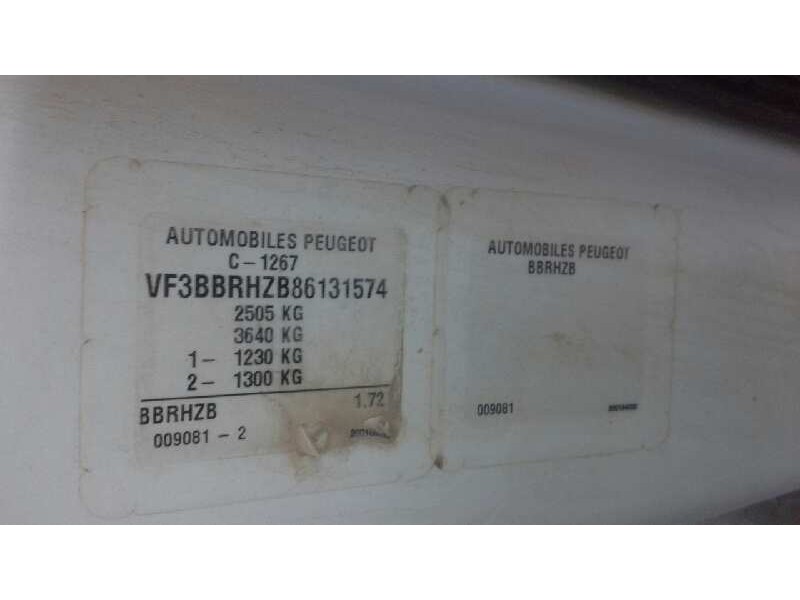 AUTOMOBILES PEUGEOT
C-1267
VF3BBRHZB86131574
2505 KG
3640 KG
1- 1230 KG
2- 1300 KG
BBRHZB 1.72
009081 - 2
AUTOMOBILES PEUGEOT
BBRHZB
009081